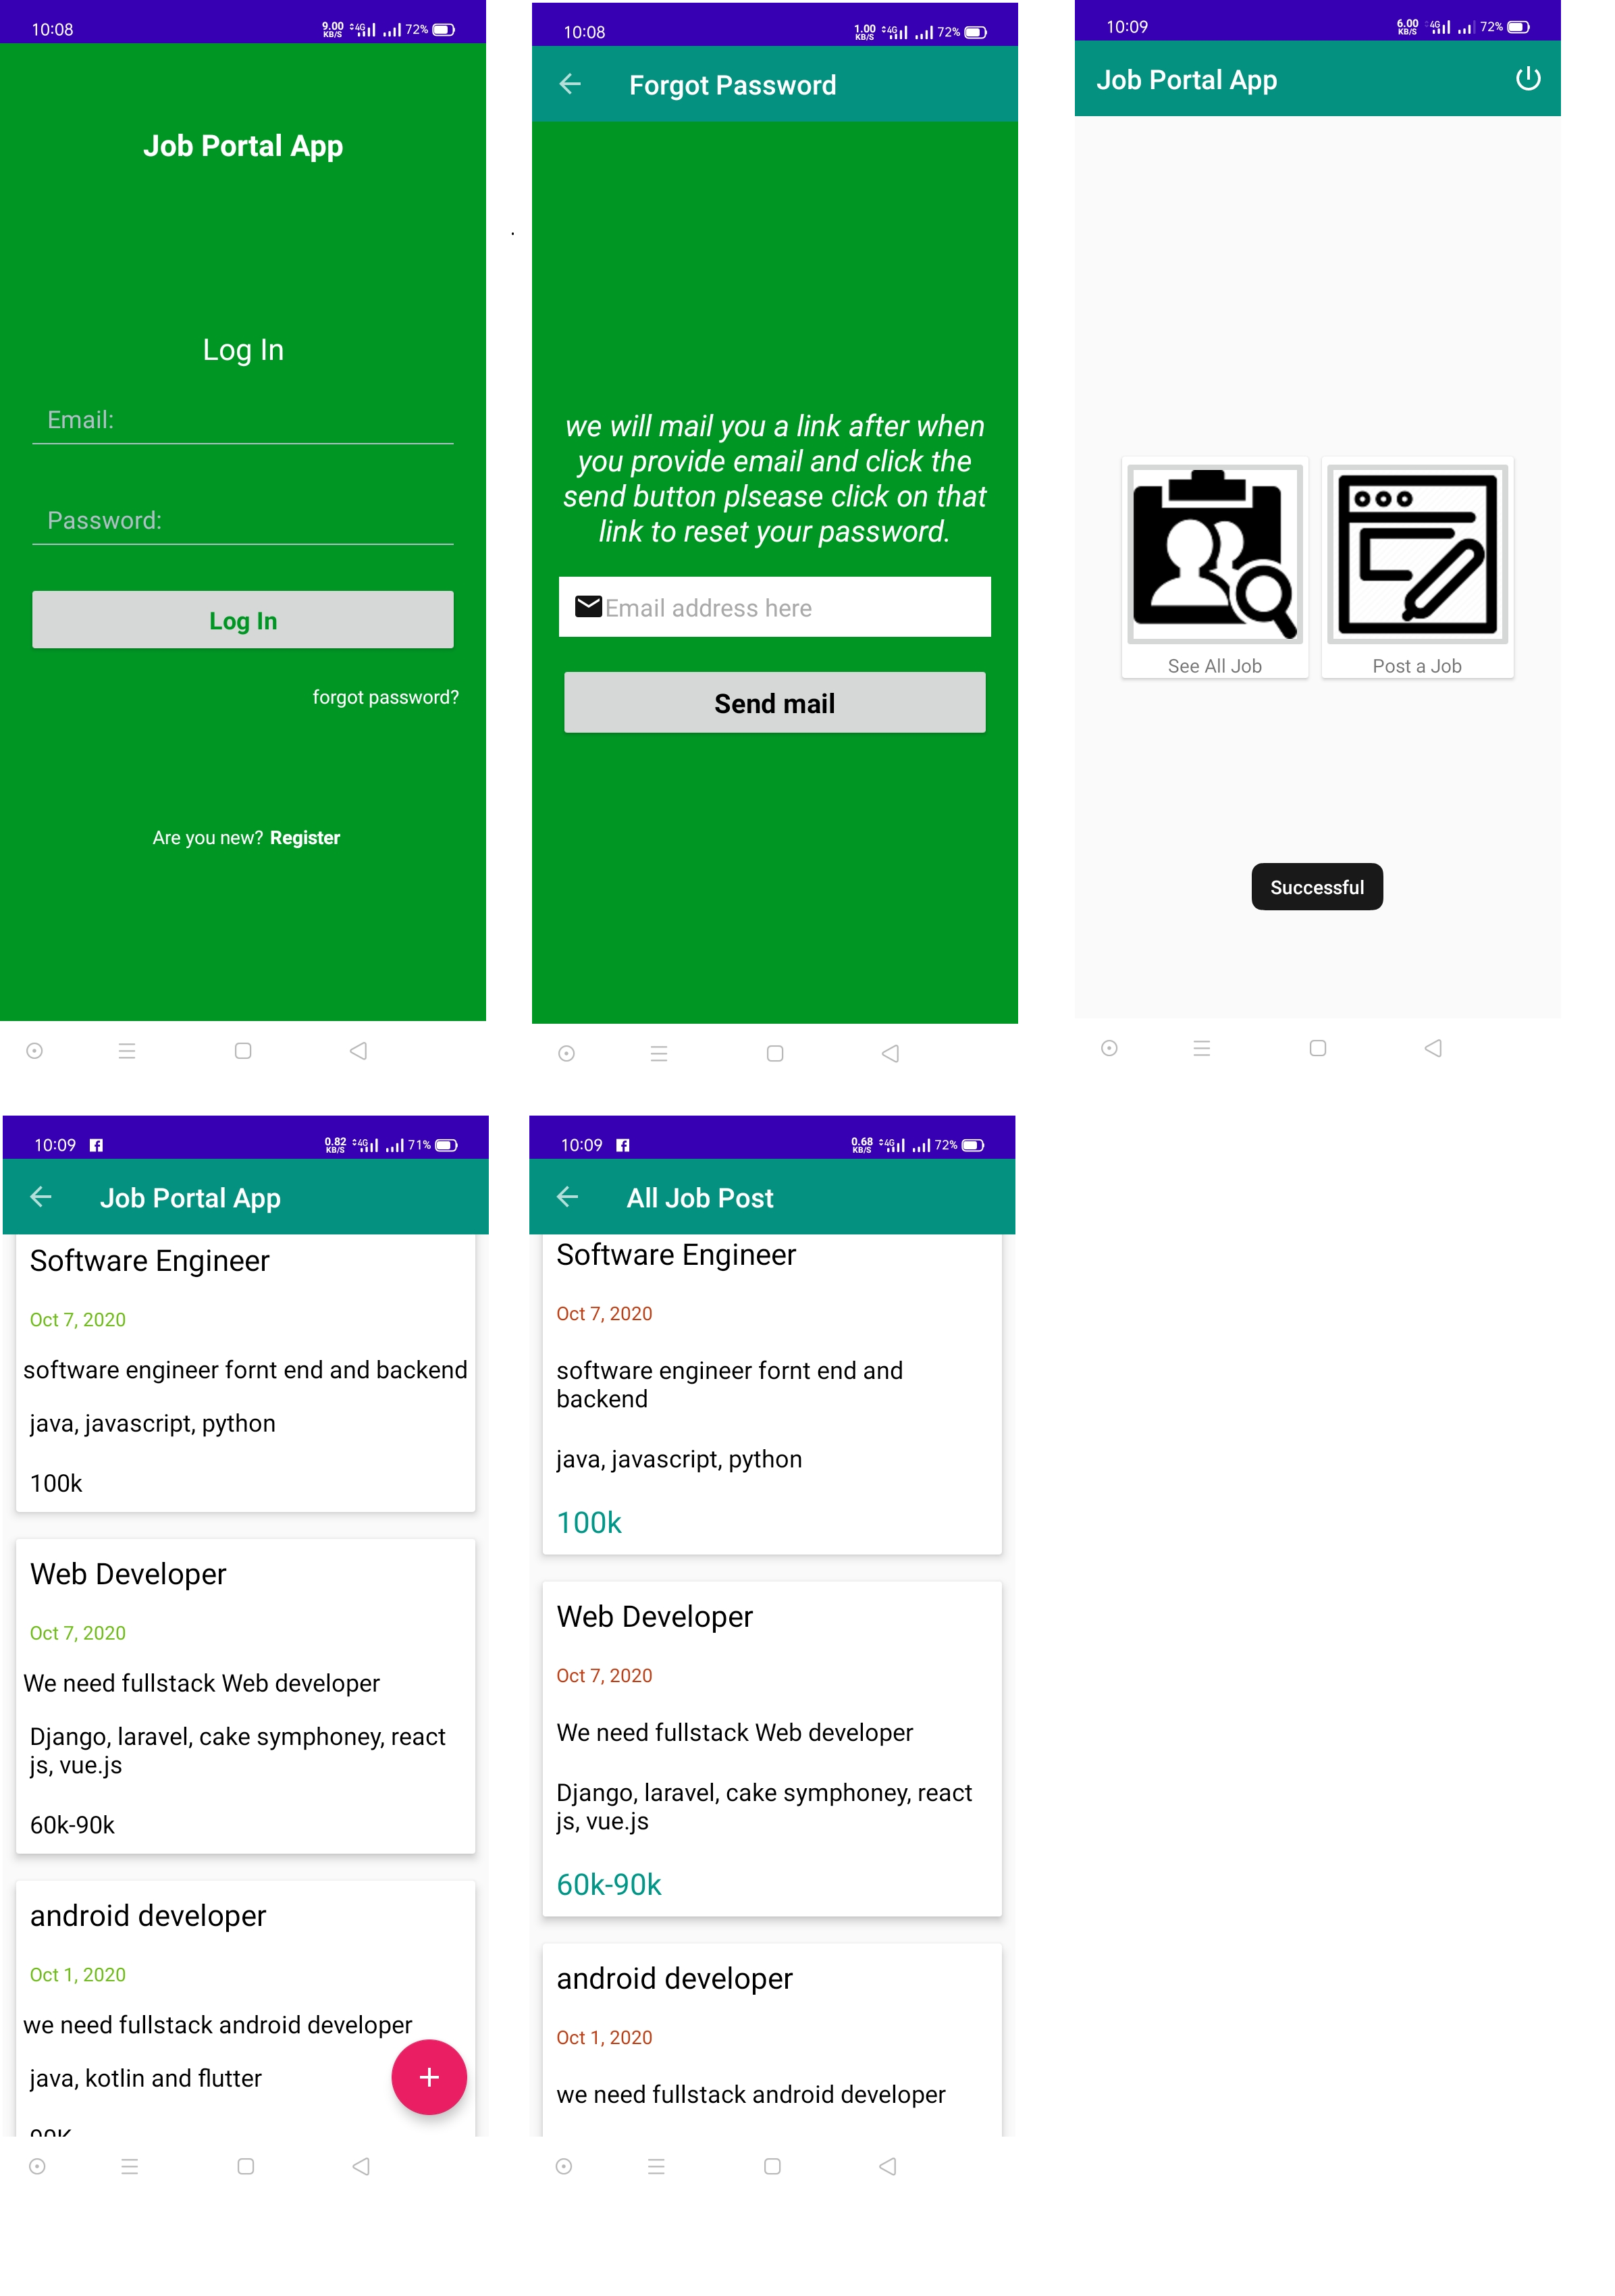 10:08 9.00 KB/S 4G 72%
Job Portal App
Log In
Email:
Password:
Log In
forgot password?
Are you new? Register
.
10:08 1.00 KB/S 4G 72%
Forgot Password
we will mail you a link after when
you provide email and click the
send button plsease click on that
link to reset your password.
Email address here
Send mail
10:09 6.00 KB/S 4G 72%
Job Portal App
See All Job
Post a Job
Successful
10:09 0.82 KB/S 4G 71%
Job Portal App
Software Engineer
Oct 7, 2020
software engineer fornt end and backend
java, javascript, python
100k
Web Developer
Oct 7, 2020
We need fullstack Web developer
Django, laravel, cake symphoney, react
js, vue.js
60k-90k
android developer
Oct 1, 2020
we need fullstack android developer
java, kotlin and flutter
+
10:09 0.68 KB/S 4G 72%
All Job Post
Software Engineer
Oct 7, 2020
software engineer fornt end and
backend
java, javascript, python
100k
Web Developer
Oct 7, 2020
We need fullstack Web developer
Django, laravel, cake symphoney, react
js, vue.js
60k-90k
android developer
Oct 1, 2020
we need fullstack android developer